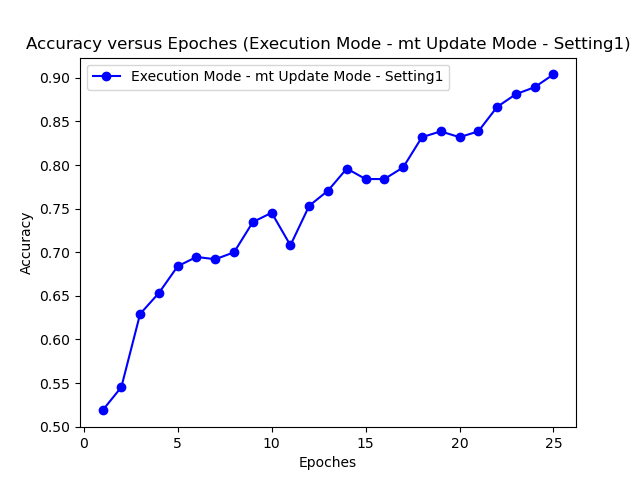 Accuracy versus Epoches (Execution Mode - mt Update Mode - Setting1)
Execution Mode - mt Update Mode - Setting1
Accuracy
0.90
0.85
0.80
0.75
0.70
0.65
0.60
0.55
0.50
0 5 10 15 20 25
Epoches